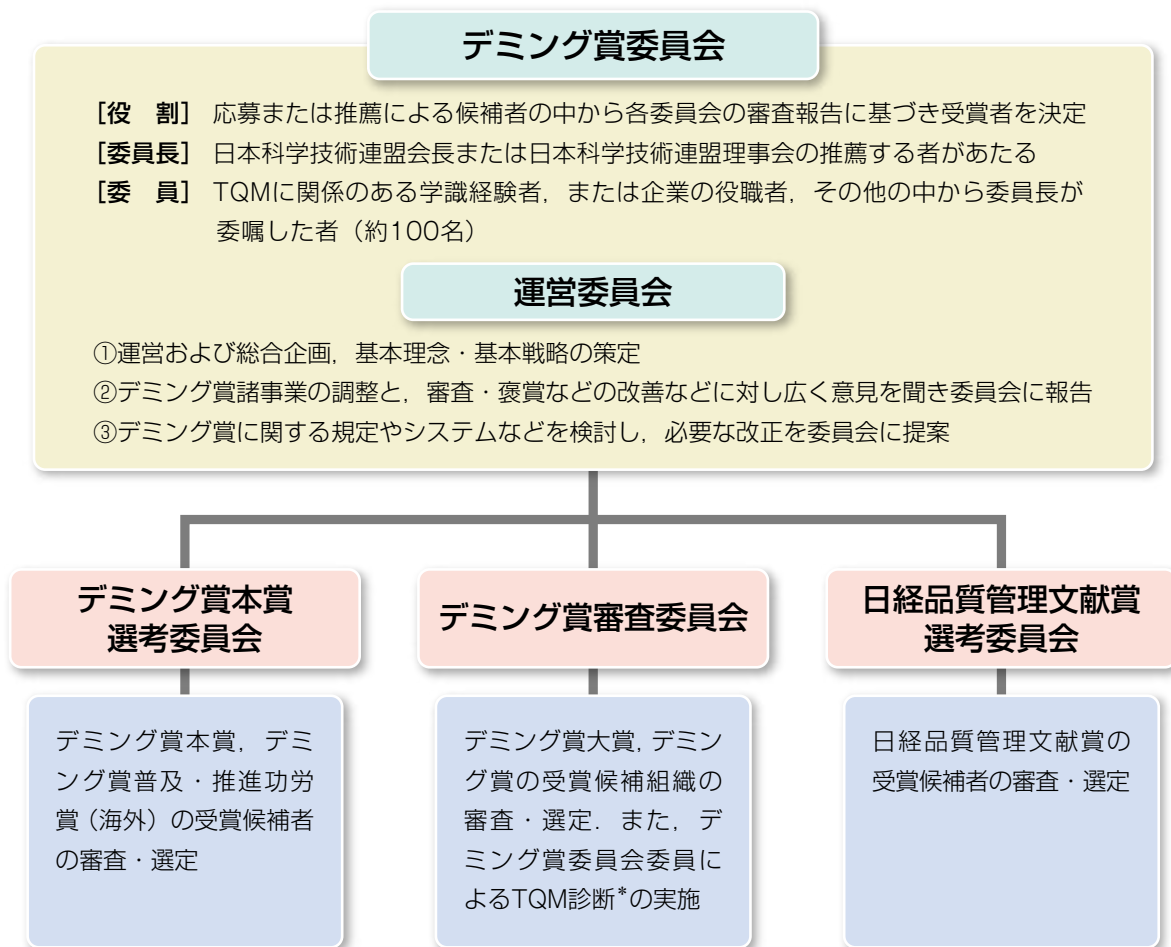 デミング賞委員会
［役　割］ 応募または推薦による候補者の中から各委員会の審査報告に基づき受賞者を決定
［委員長］ 日本科学技術連盟会長または日本科学技術連盟理事会の推薦する者があたる
［委　員］ TQMに関係のある学識経験者，または企業の役職者，その他の中から委員長が
委嘱した者（約100名）
運営委員会
①運営および総合企画，基本理念・基本戦略の策定
②デミング賞諸事業の調整と，審査・褒賞などの改善などに対し広く意見を聞き委員会に報告
③デミング賞に関する規定やシステムなどを検討し，必要な改正を委員会に提案
デミング賞本賞
選考委員会
デミング賞本賞，デミ
ング賞普及・推進功労
賞（海外）の受賞候補者
の審査・選定
デミング賞審査委員会
デミング賞大賞，デミン
グ賞の受賞候補組織の
審査・選定．また，デ
ミング賞委員会委員に
よるTQM診断*の実施
日経品質管理文献賞
選考委員会
日経品質管理文献賞の
受賞候補者の審査・選定